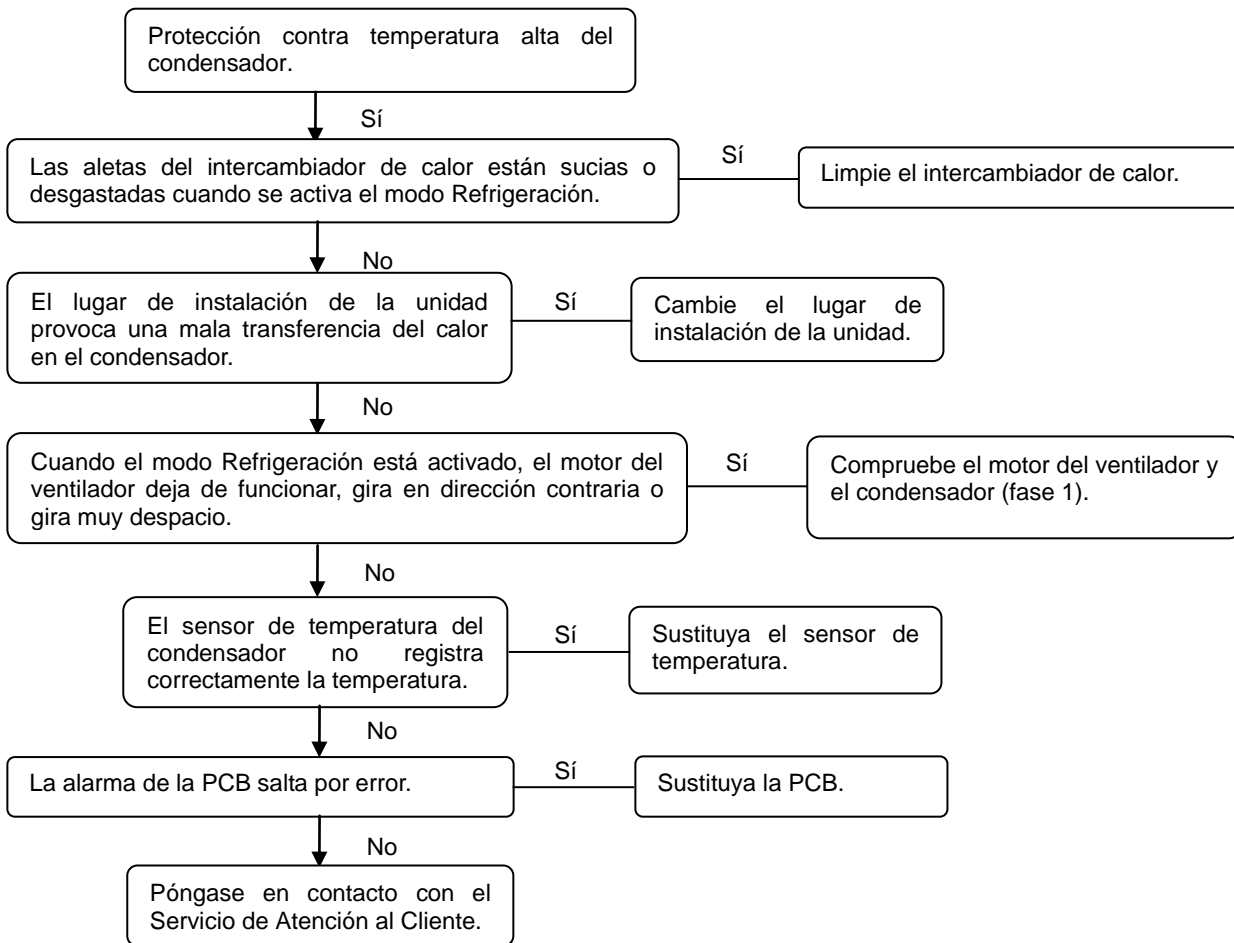 Protección contra temperatura alta del
condensador.
Sí
Las aletas del intercambiador de calor están sucias o
desgastadas cuando se activa el modo Refrigeración.
Sí
Limpie el intercambiador de calor.
No
El lugar de instalación de la unidad
provoca una mala transferencia del calor
en el condensador.
Sí
Cambie el lugar de
instalación de la unidad.
No
Cuando el modo Refrigeración está activado, el motor del
ventilador deja de funcionar, gira en dirección contraria o
gira muy despacio.
Sí
Compruebe el motor del ventilador y
el condensador (fase 1).
No
El sensor de temperatura del
condensador no registra
correctamente la temperatura.
Sí
Sustituya el sensor de
temperatura.
No
La alarma de la PCB salta por error.
Sí
Sustituya la PCB.
No
Póngase en contacto con el
Servicio de Atención al Cliente.